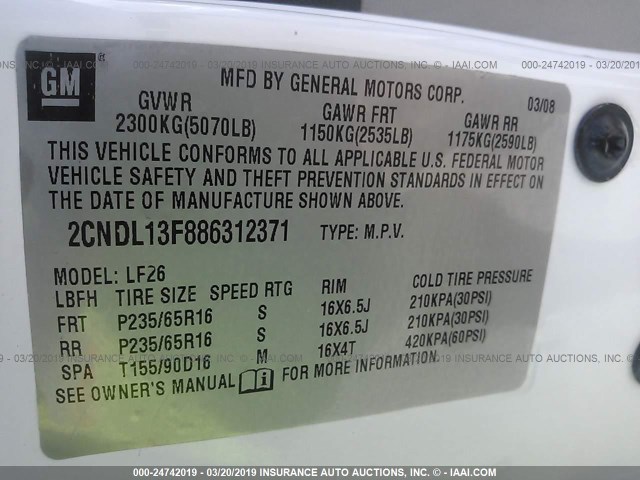 000-24742019 - 03/20/2019 INSURANCE AUTO AUCTIONS - © - IAAI.COM
GM
MFD BY GENERAL MOTORS CORP.
03/08
GVWR GAWR FRT GAWR RR
2300KG(5070LB) 1150KG(2535LB) 1175KG(2590LB)
THIS VEHICLE CONFORMS TO ALL APPLICABLE U.S. FEDERAL MOTOR
VEHICLE SAFETY AND THEFT PREVENTION STANDARDS IN EFFECT ON
THE DATE OF MANUFACTURE SHOWN ABOVE.
2CNDL13F886312371 TYPE: M.P.V.
MODEL: LF26
LBFH TIRE SIZE SPEED RTG RIM COLD TIRE PRESSURE
FRT P235/65R16 S 16X6.5J 210KPA(30PSI)
RR P235/65R16 S 16X6.5J 210KPA(30PSI)
SPA T155/90D16 M 16X4T 420KPA(60PSI)
SEE OWNER'S MANUAL FOR MORE INFORMATION
000-24742019 - 03/20/2019 INSURANCE AUTO AUCTIONS - © - IAAI.COM